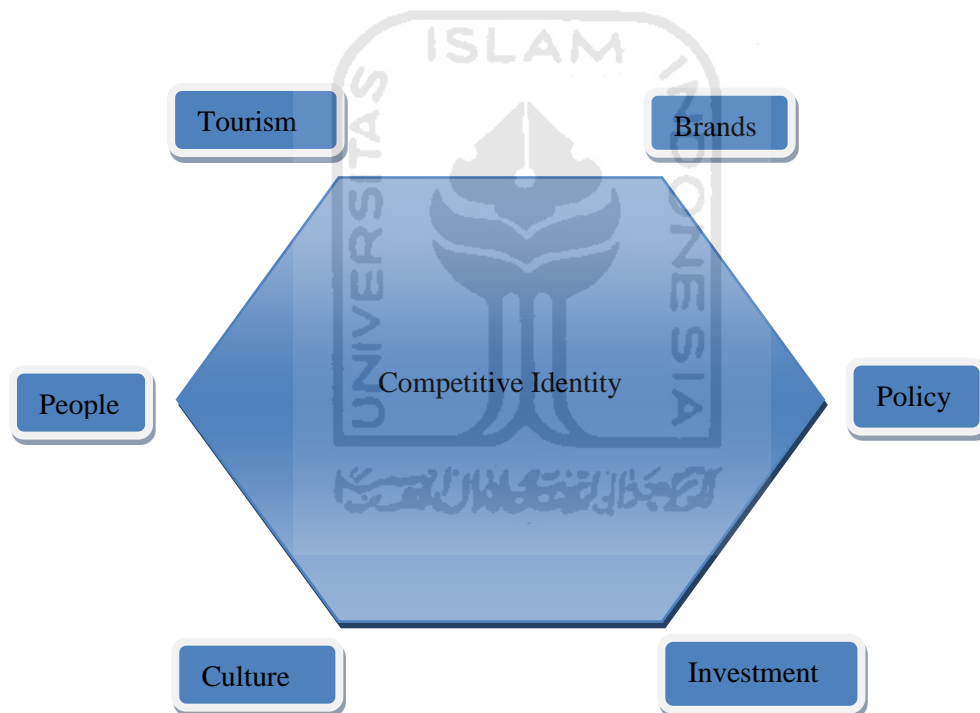 ISLAM
UNIVERSITAS
INDONESIA
Tourism
Brands
Competitive Identity
People
Policy
Culture
Investment